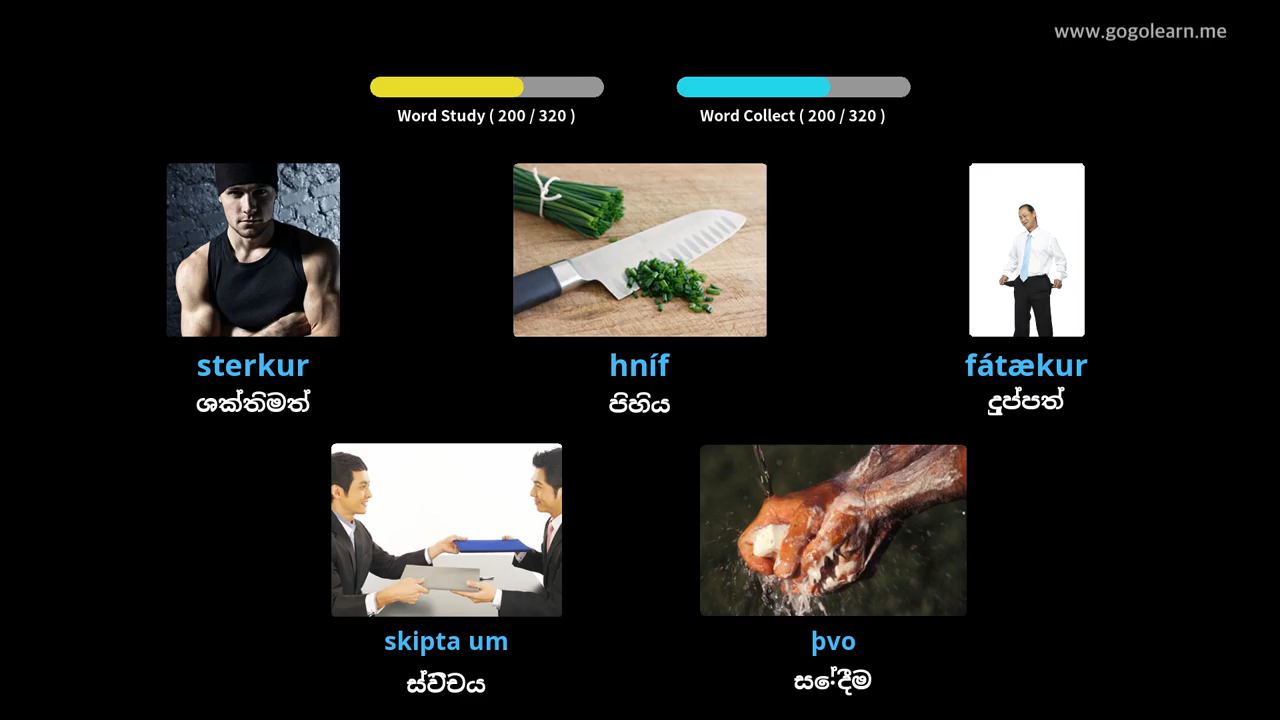 www.gogolearn.me
Word Study ( 200 / 320 )
Word Collect ( 200 / 320 )
sterkur
hníf
fátækur
ශක්තිමත්
පිහිය
දුප්පත්
skipta um
þvo
ස්විචය
සේදීම